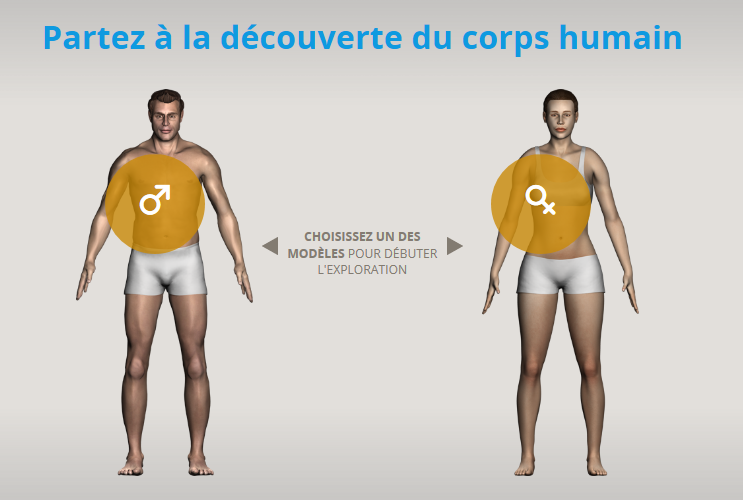 Partez à la découverte du corps humain
CHOISISSEZ UN DES
MODÈLES POUR DÉBUTER
L'EXPLORATION